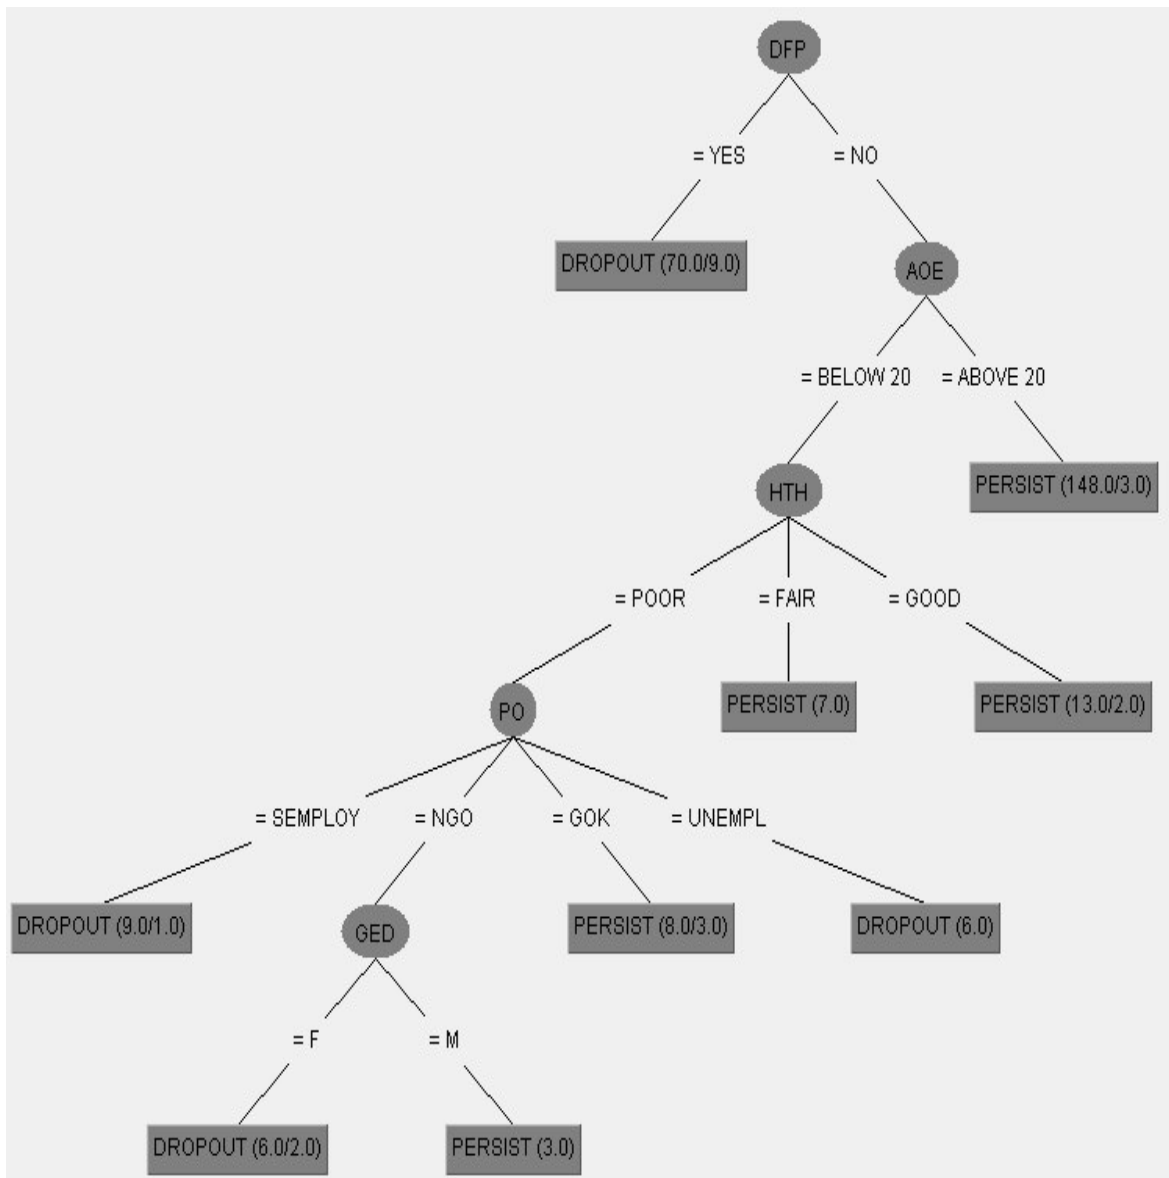 DFP
= YES
= NO
DROPOUT (70.0/9.0)
AOE
= BELOW 20
= ABOVE 20
HTH
PERSIST (148.0/3.0)
= POOR
= FAIR
= GOOD
PO
PERSIST (7.0)
PERSIST (13.0/2.0)
= SEMPLOY
= NGO
= GOK
= UNEMPL
DROPOUT (9.0/1.0)
GED
PERSIST (8.0/3.0)
DROPOUT (6.0)
= F
= M
DROPOUT (6.0/2.0)
PERSIST (3.0)